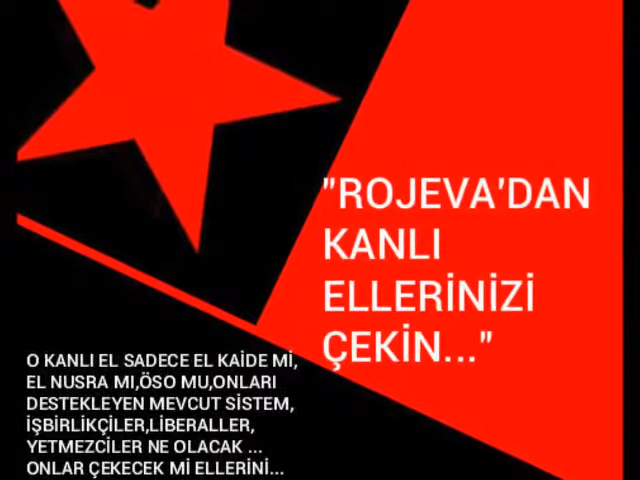 "ROJEVA'DAN
KANLI
ELLERİNİZİ
ÇEKİN..."
O KANLI EL SADECE EL KAİDE Mİ,
EL NUSRA MI,ÖSO MU,ONLARI
DESTEKLEYEN MEVCUT SİSTEM,
İŞBİRLİKÇİLER,LİBERALLER,
YETMEZCİLER NE OLACAK ...
ONLAR ÇEKECEK Mİ ELLERİNİ...